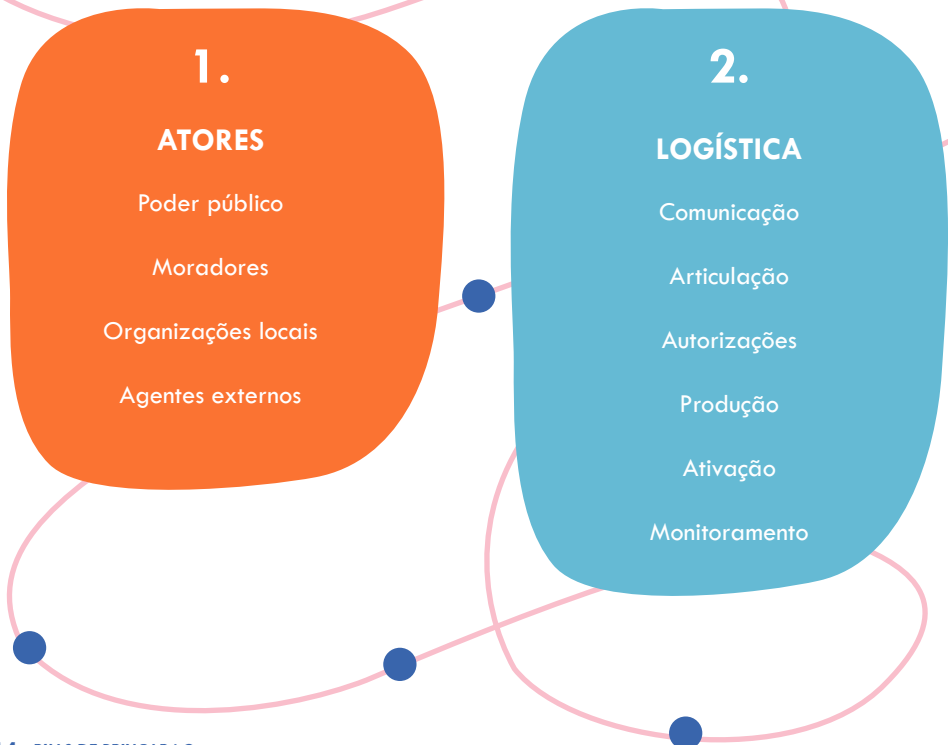 1.
ATORES
Poder público
Moradores
Organizações locais
Agentes externos
2.
LOGÍSTICA
Comunicação
Articulação
Autorizações
Produção
Ativação
Monitoramento